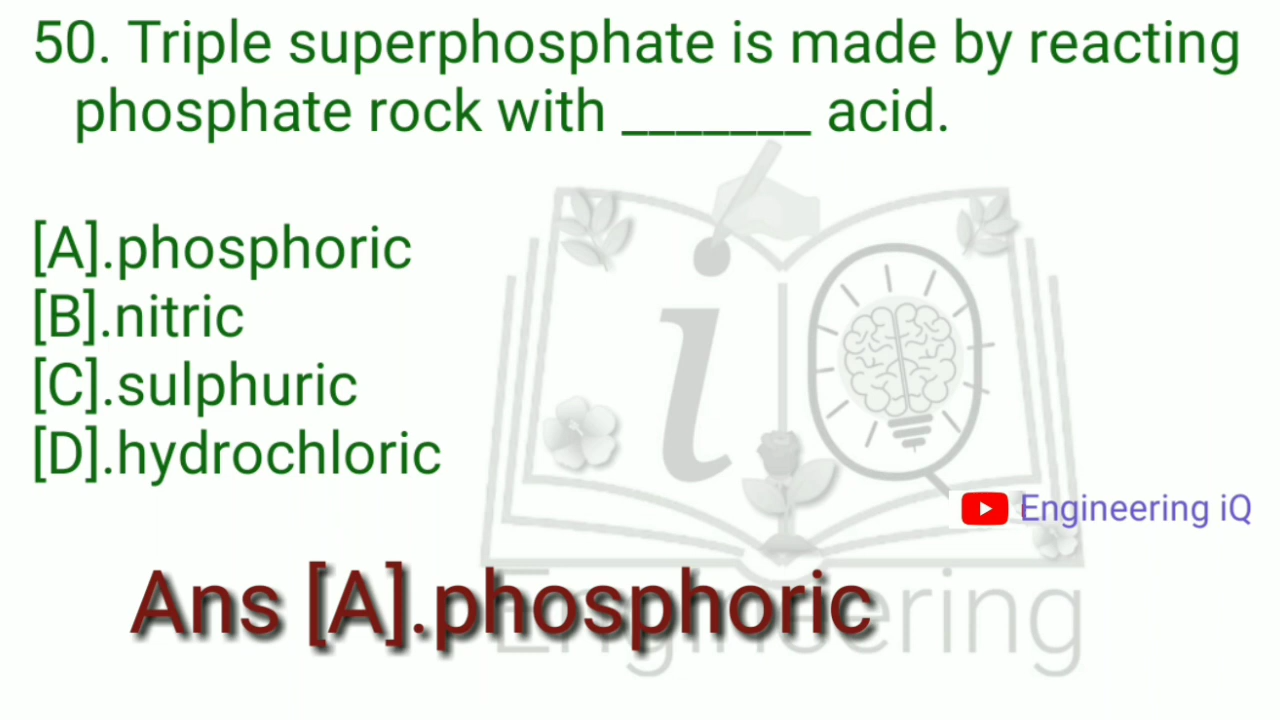 50. Triple superphosphate is made by reacting
phosphate rock with _______ acid.
[A].phosphoric
[B].nitric
[C].sulphuric
[D].hydrochloric
Engineering iQ
Ans [A].phosphoric
i
Engineering